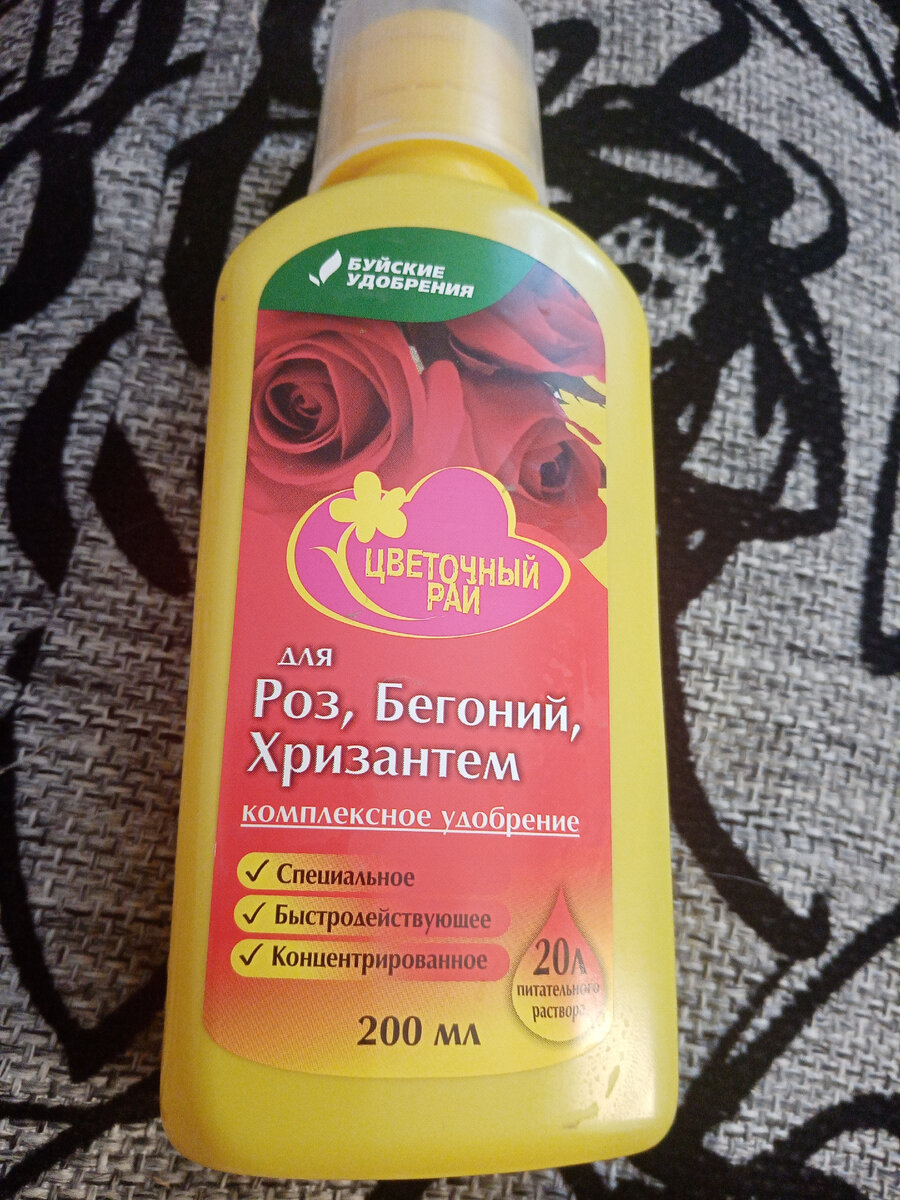 БУЙСКИЕ
УДОБРЕНИЯ
ЦВЕТОЧНЫЙ
РАЙ
для
Роз, Бегоний,
Хризантем
комплексное удобрение
Специальное
Быстродействующее
Концентрированное
20л
питательного
раствора
200 мл